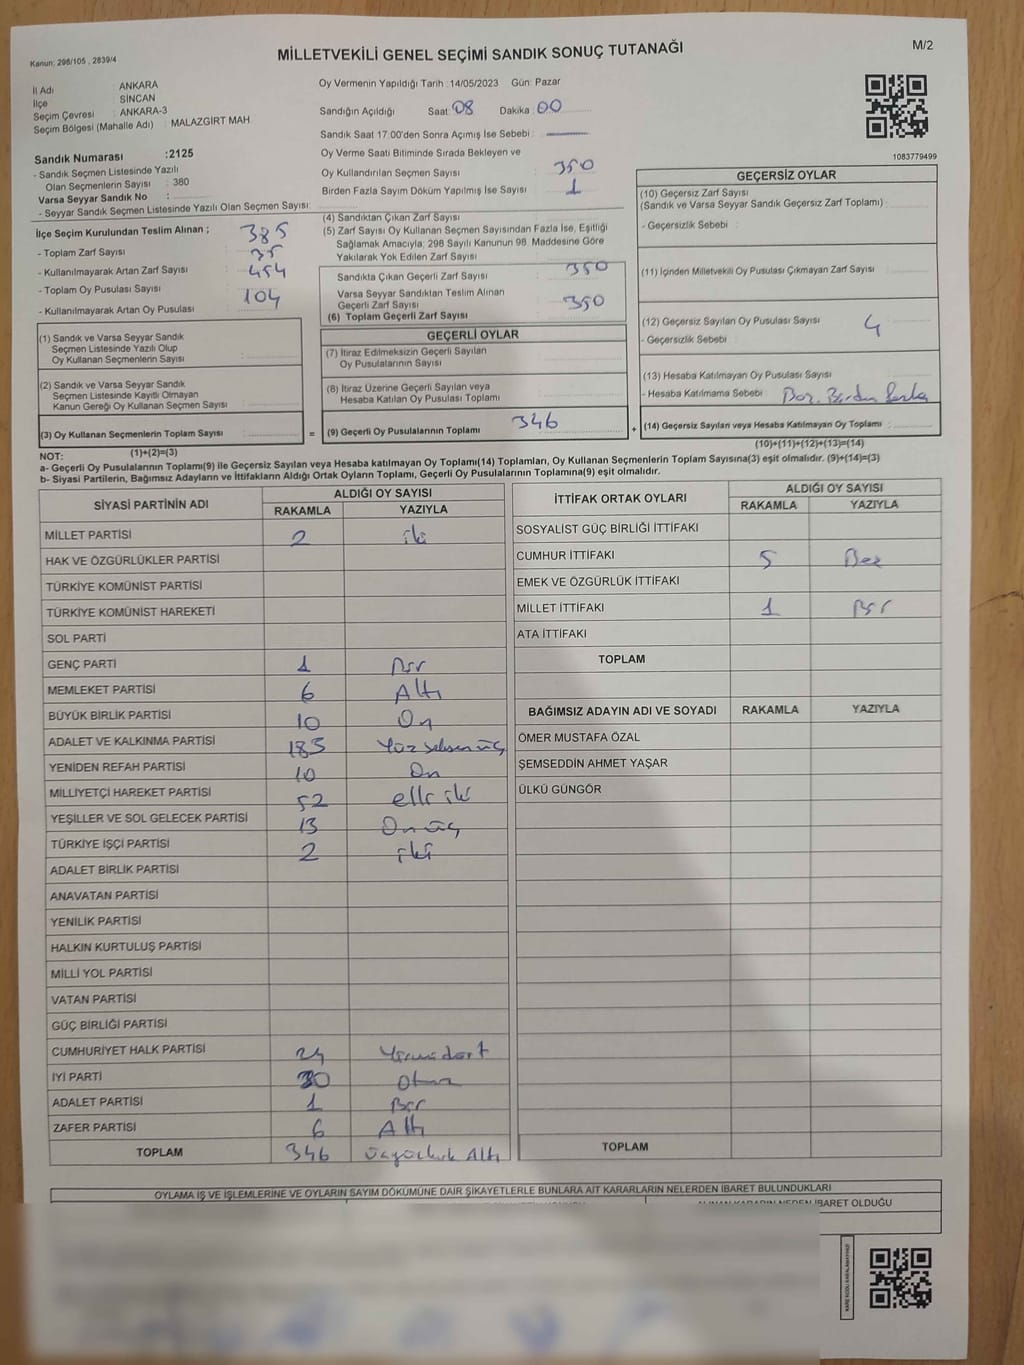 Kanun: 298/105 , 2839/4
MİLLETVEKİLİ GENEL SEÇİMİ SANDIK SONUÇ TUTANAĞI
M/2
İl Adı : ANKARA
İlçe : SİNCAN
Seçim Çevresi : ANKARA-3
Seçim Bölgesi (Mahalle Adı) : MALAZGİRT MAH.
Sandık Numarası :2125
- Sandık Seçmen Listesinde Yazılı
Olan Seçmenlerin Sayısı : 380
Varsa Seyyar Sandık No :
- Seyyar Sandık Seçmen Listesinde Yazılı Olan Seçmen Sayısı:
Oy Vermenin Yapıldığı Tarih :14/05/2023 Gün: Pazar
Sandığın Açıldığı Saat: 08 Dakika: 00
Sandık Saat 17.00'den Sonra Açımış İse Sebebi :
Oy Verme Saati Bitiminde Sırada Bekleyen ve
Oy Kullandırılan Seçmen Sayısı : 350
Birden Fazla Sayım Döküm Yapılmış İse Sayısı : 1
1083779499
İlçe Seçim Kurulundan Teslim Alınan ;
- Toplam Zarf Sayısı : 385
- Kullanılmayarak Artan Zarf Sayısı : 35
- Toplam Oy Pusulası Sayısı : 454
- Kullanılmayarak Artan Oy Pusulası : 104
(1) Sandık ve Varsa Seyyar Sandık
Seçmen Listesinde Yazılı Olup
Oy Kullanan Seçmenlerin Sayısı :
(2) Sandık ve Varsa Seyyar Sandık
Seçmen Listesinde Kayıtlı Olmayan
Kanun Gereği Oy Kullanan Seçmen Sayısı :
(3) Oy Kullanan Seçmenlerin Toplam Sayısı :
(1)+(2)=(3)
(4) Sandıktan Çıkan Zarf Sayısı :
(5) Zarf Sayısı Oy Kullanan Seçmen Sayısından Fazla İse, Eşitliği
Sağlamak Amacıyla, 298 Sayılı Kanunun 98. Maddesine Göre
Yakılarak Yok Edilen Zarf Sayısı :
Sandıkta Çıkan Geçerli Zarf Sayısı : 350
Varsa Seyyar Sandıktan Teslim Alınan
Geçerli Zarf Sayısı : 350
(6) Toplam Geçerli Zarf Sayısı :
GEÇERLİ OYLAR
(7) İtiraz Edilmeksizin Geçerli Sayılan
Oy Pusulalarının Sayısı :
(8) İtiraz Üzerine Geçerli Sayılan veya
Hesaba Katılan Oy Pusulası Toplamı :
= (9) Geçerli Oy Pusulalarının Toplamı : 346
GEÇERSİZ OYLAR
(10) Geçersiz Zarf Sayısı
(Sandık ve Varsa Seyyar Sandık Geçersiz Zarf Toplamı) :
- Geçersizlik Sebebi :
(11) İçinden Milletvekili Oy Pusulası Çıkmayan Zarf Sayısı :
(12) Geçersiz Sayılan Oy Pusulası Sayısı : 4
- Geçersizlik Sebebi :
(13) Hesaba Katılmayan Oy Pusulası Sayısı :
- Hesaba Katılmama Sebebi :
+ (14) Geçersiz Sayılan veya Hesaba Katılmayan Oy Toplamı :
(10)+(11)+(12)+(13)=(14)
NOT:
a- Geçerli Oy Pusulalarının Toplamı(9) ile Geçersiz Sayılan veya Hesaba katılmayan Oy Toplamı(14) Toplamları, Oy Kullanan Seçmenlerin Toplam Sayısına(3) eşit olmalıdır. (9)+(14)=(3)
b- Siyasi Partilerin, Bağımsız Adayların ve İttifakların Aldığı Ortak Oyların Toplamı, Geçerli Oy Pusulalarının Toplamına(9) eşit olmalıdır.
SİYASİ PARTİNİN ADI ALDIĞI OY SAYISI
RAKAMLA YAZIYLA
MİLLET PARTİSİ 2 iki
HAK VE ÖZGÜRLÜKLER PARTİSİ
TÜRKİYE KOMÜNİST PARTİSİ
TÜRKİYE KOMÜNİST HAREKETİ
SOL PARTİ
GENÇ PARTİ 1 Bir
MEMLEKET PARTİSİ 6 Altı
BÜYÜK BİRLİK PARTİSİ 10 On
ADALET VE KALKINMA PARTİSİ 183 Yüz seksen üç
YENİDEN REFAH PARTİSİ 10 On
MİLLİYETÇİ HAREKET PARTİSİ 52 elli iki
YEŞİLLER VE SOL GELECEK PARTİSİ 13 On üç
TÜRKİYE İŞÇİ PARTİSİ 2 iki
ADALET BİRLİK PARTİSİ
ANAVATAN PARTİSİ
YENİLİK PARTİSİ
HALKIN KURTULUŞ PARTİSİ
MİLLİ YOL PARTİSİ
VATAN PARTİSİ
GÜÇ BİRLİĞİ PARTİSİ
CUMHURİYET HALK PARTİSİ 24 Yirmi dört
İYİ PARTİ 30 Otuz
ADALET PARTİSİ 1 Bir
ZAFER PARTİSİ 6 Altı
TOPLAM 346 üçyüzkırk Altı
İTTİFAK ORTAK OYLARI ALDIĞI OY SAYISI
RAKAMLA YAZIYLA
SOSYALİST GÜÇ BİRLİĞİ İTTİFAKI
CUMHUR İTTİFAKI 5 Beş
EMEK VE ÖZGÜRLÜK İTTİFAKI
MİLLET İTTİFAKI 1 Bir
ATA İTTİFAKI
TOPLAM
BAĞIMSIZ ADAYIN ADI VE SOYADI RAKAMLA YAZIYLA
ÖMER MUSTAFA ÖZAL
ŞEMSEDDİN AHMET YAŞAR
ÜLKÜ GÜNGÖR
TOPLAM
OYLAMA İŞ VE İŞLEMLERİNE VE OYLARIN SAYIM DÖKÜMÜNE DAİR ŞİKAYETLERLE BUNLARA AİT KARARLARIN NELERDEN İBARET BULUNDUKLARI
ALINAN KARARIN NEDEN İBARET OLDUĞU